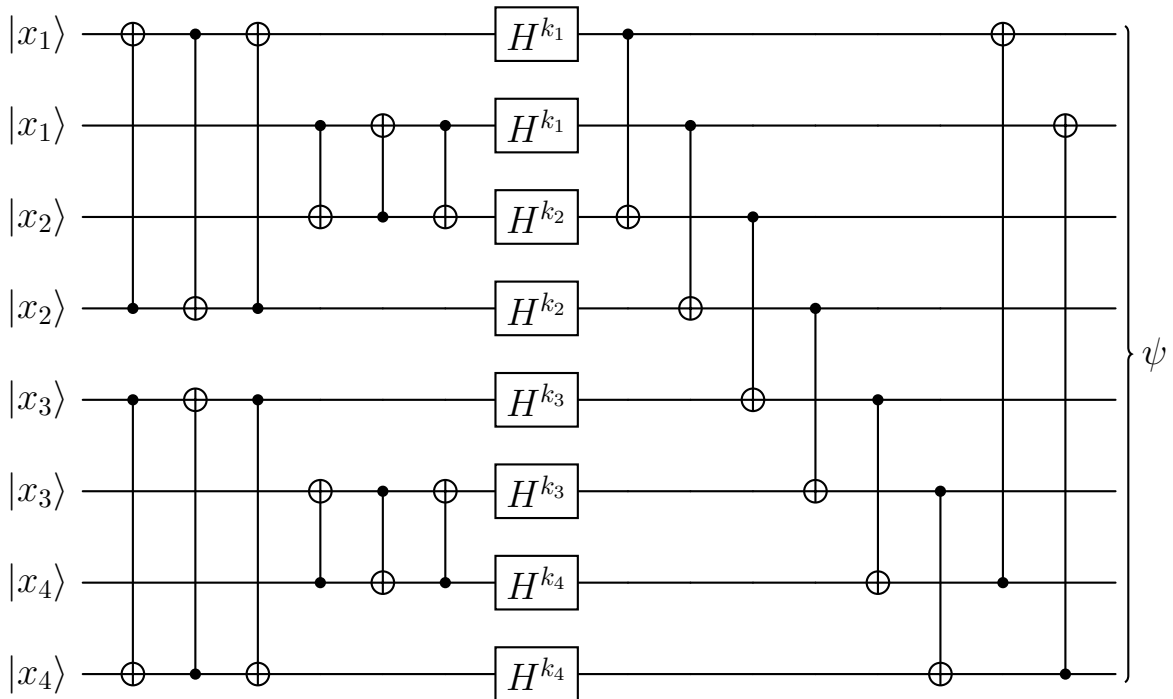 |x₁⟩ H^{k₁}
|x₁⟩ H^{k₁}
|x₂⟩ H^{k₂}
|x₂⟩ H^{k₂}
|x₃⟩ H^{k₃}
|x₃⟩ H^{k₃}
|x₄⟩ H^{k₄}
|x₄⟩ H^{k₄}
ψ